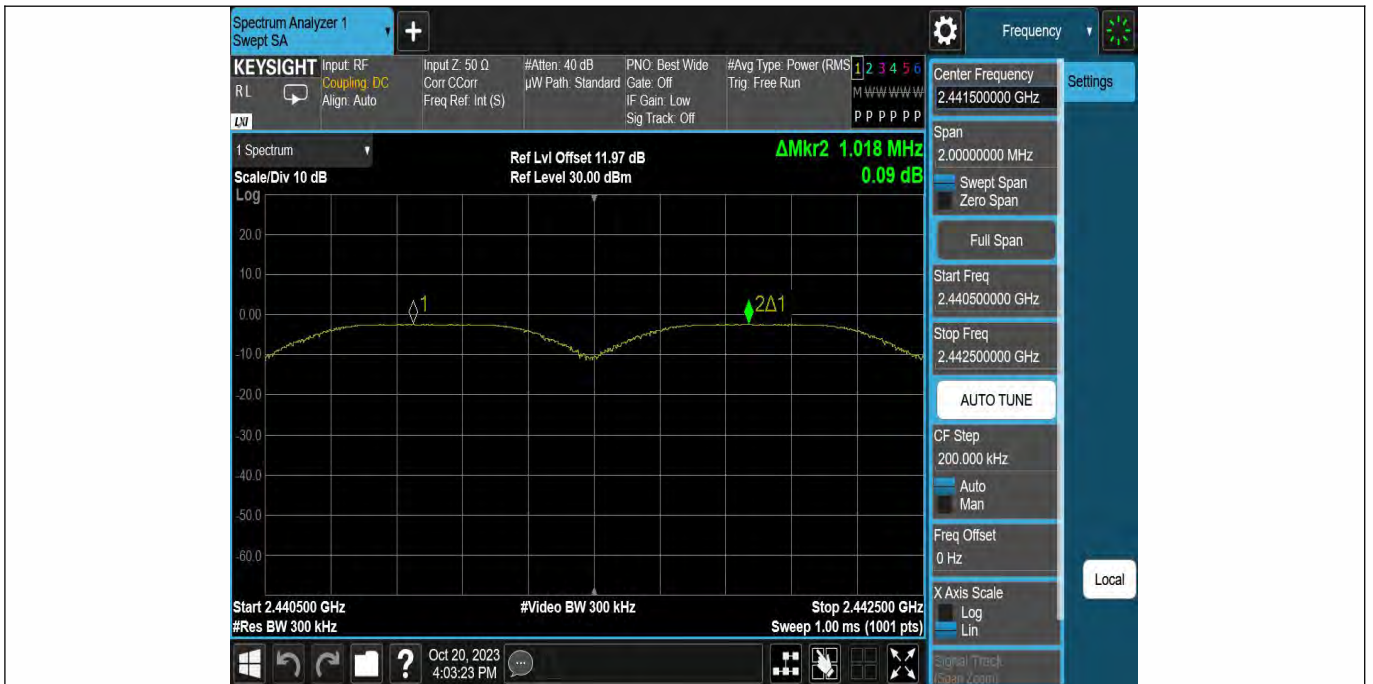 Spectrum Analyzer 1
Swept SA
+
Frequency
KEYSIGHT
RL
LXI
Input: RF
Coupling: DC
Align: Auto
Input Z: 50 Ω
Corr CCorr
Freq Ref: Int (S)
#Atten: 40 dB
µW Path: Standard
PNO: Best Wide
Gate: Off
IF Gain: Low
Sig Track: Off
#Avg Type: Power (RMS
Trig: Free Run
1 2 3 4 5 6
M W W W W W
P P P P P P
1 Spectrum
Scale/Div 10 dB
Log
Ref Lvl Offset 11.97 dB
Ref Level 30.00 dBm
ΔMkr2 1.018 MHz
0.09 dB
20.0
10.0
0.00
-10.0
-20.0
-30.0
-40.0
-50.0
-60.0
1
2Δ1
Start 2.440500 GHz
#Res BW 300 kHz
#Video BW 300 kHz
Stop 2.442500 GHz
Sweep 1.00 ms (1001 pts)
?
Oct 20, 2023
4:03:23 PM
Center Frequency
2.441500000 GHz
Settings
Span
2.00000000 MHz
Swept Span
Zero Span
Full Span
Start Freq
2.440500000 GHz
Stop Freq
2.442500000 GHz
AUTO TUNE
CF Step
200.000 kHz
Auto
Man
Freq Offset
0 Hz
X Axis Scale
Log
Lin
Signal Track
(Span Zoom)
Local